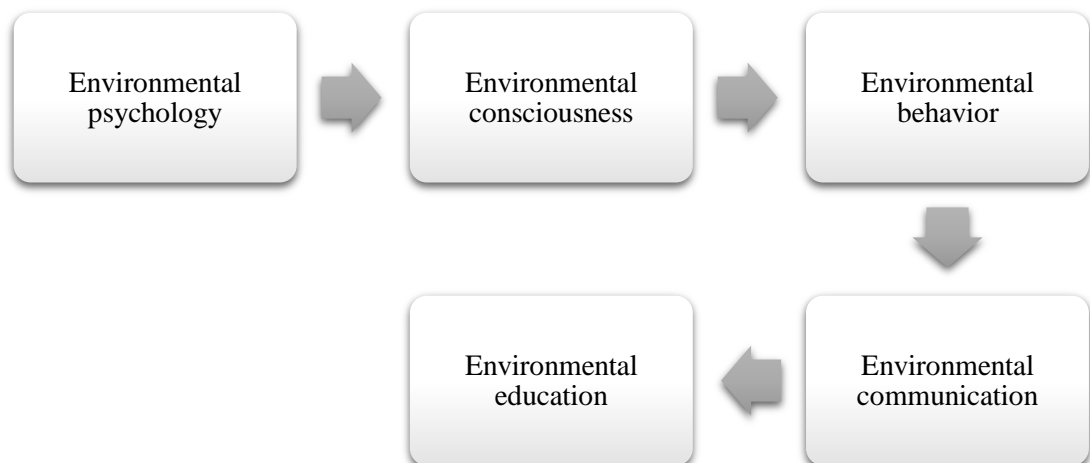 Environmental
psychology
Environmental
consciousness
Environmental
behavior
Environmental
communication
Environmental
education